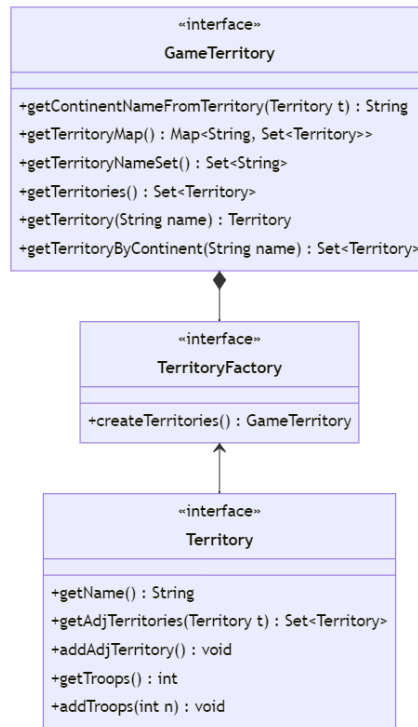 «interface»
GameTerritory
+getContinentNameFromTerritory(Territory t) : String
+getTerritoryMap() : Map<String, Set<Territory>>
+getTerritoryNameSet() : Set<String>
+getTerritories() : Set<Territory>
+getTerritory(String name) : Territory
+getTerritoryByContinent(String name) : Set<Territory>
«interface»
TerritoryFactory
+createTerritories() : GameTerritory
«interface»
Territory
+getName() : String
+getAdjTerritories(Territory t) : Set<Territory>
+addAdjTerritory() : void
+getTroops() : int
+addTroops(int n) : void